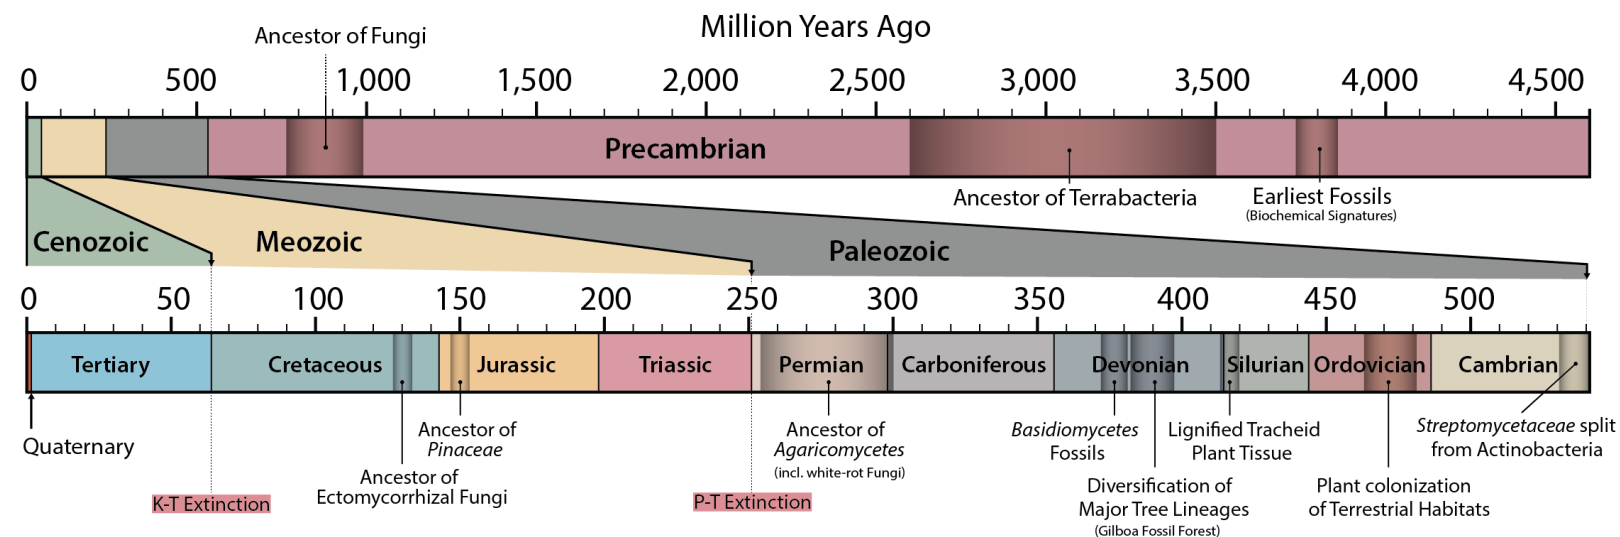 Million Years Ago
Ancestor of Fungi
0 500 1,000 1,500 2,000 2,500 3,000 3,500 4,000 4,500
Precambrian
Ancestor of Terrabacteria
Earliest Fossils
(Biochemical Signatures)
Cenozoic
Meozoic
Paleozoic
0 50 100 150 200 250 300 350 400 450 500
Tertiary Cretaceous Jurassic Triassic Permian Carboniferous Devonian Silurian Ordovician Cambrian
Quaternary
Ancestor of
Pinaceae
Ancestor of
Ectomycorrhizal Fungi
K-T Extinction
P-T Extinction
Ancestor of
Agaricomycetes
(incl. white-rot Fungi)
Basidiomycetes
Fossils
Lignified Tracheid
Plant Tissue
Diversification of
Major Tree Lineages
(Gilboa Fossil Forest)
Plant colonization
of Terrestrial Habitats
Streptomycetaceae split
from Actinobacteria